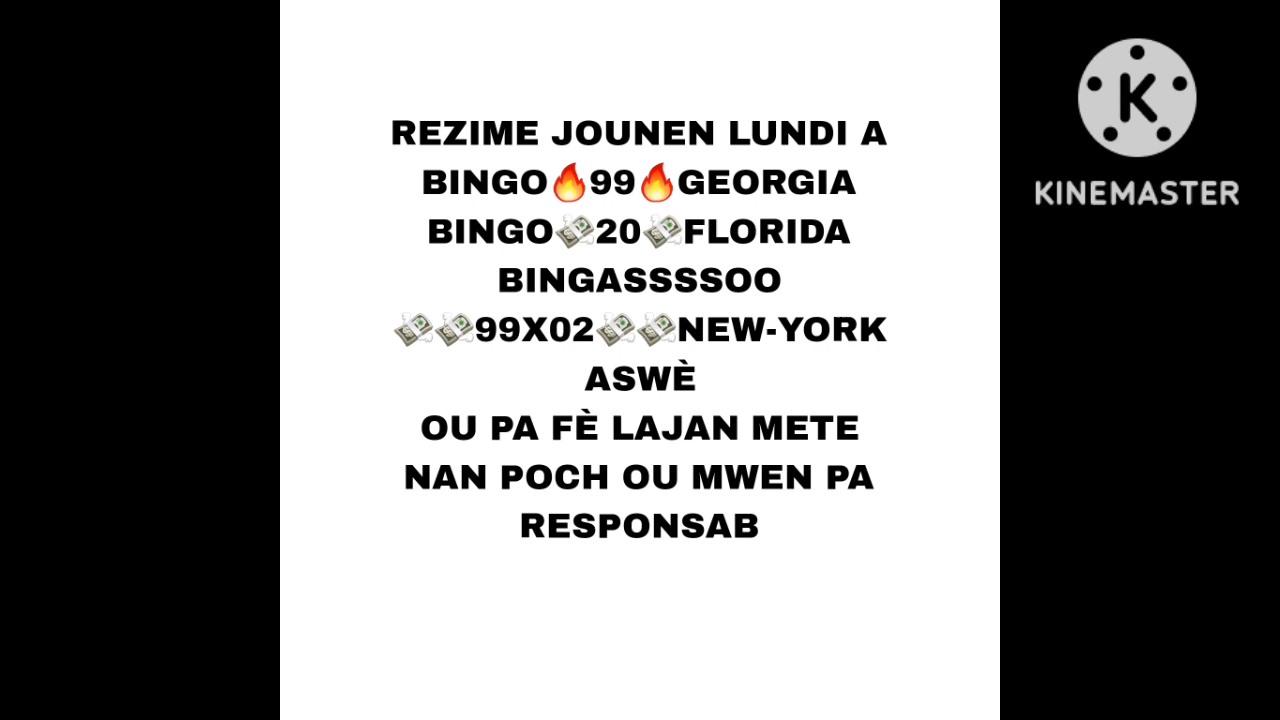 REZIME JOUNEN LUNDI A
BINGO🔥99🔥GEORGIA
BINGO💸20💸FLORIDA
BINGASSSSOO
💸💸99X02💸💸NEW-YORK
ASWÈ
OU PA FÈ LAJAN METE
NAN POCH OU MWEN PA
RESPONSAB
K
KINEMASTER